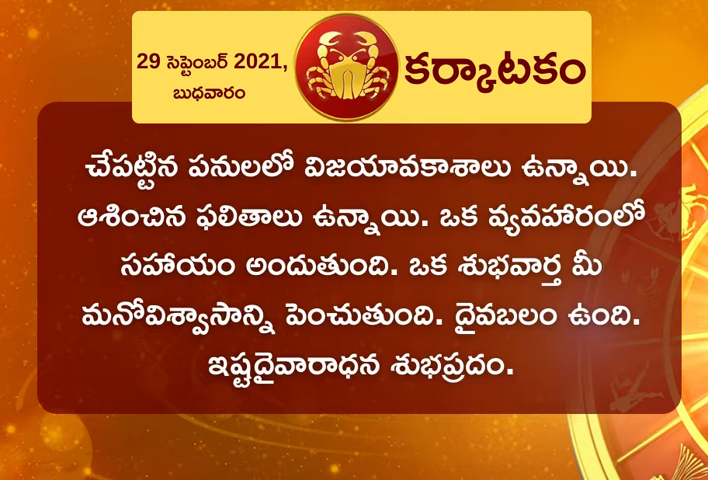 29 సెప్టెంబర్ 2021,
బుధవారం
కర్కాటకం
చేపట్టిన పనులలో విజయావకాశాలు ఉన్నాయి.
ఆశించిన ఫలితాలు ఉన్నాయి. ఒక వ్యవహారంలో
సహాయం అందుతుంది. ఒక శుభవార్త మీ
మనోవిశ్వాసాన్ని పెంచుతుంది. దైవబలం ఉంది.
ఇష్టదైవారాధన శుభప్రదం.